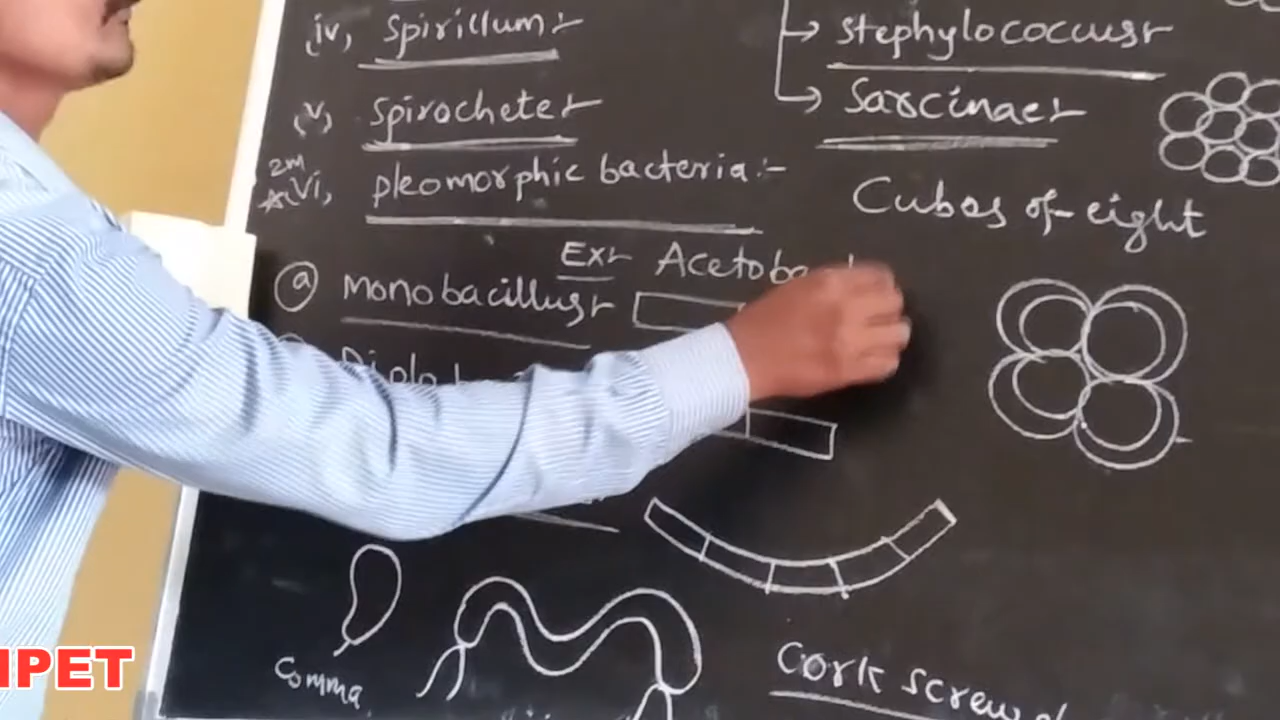 iv, Spirillum:-
v, Spirochete:-
2m
vi, pleomorphic bacteria:-
Ex:- Acetoba
a monobacillus:-
Diplo
Comma
→ Stephylococcus:-
→ Sarcinae:-
Cubes of eight
Cork screw
IPET